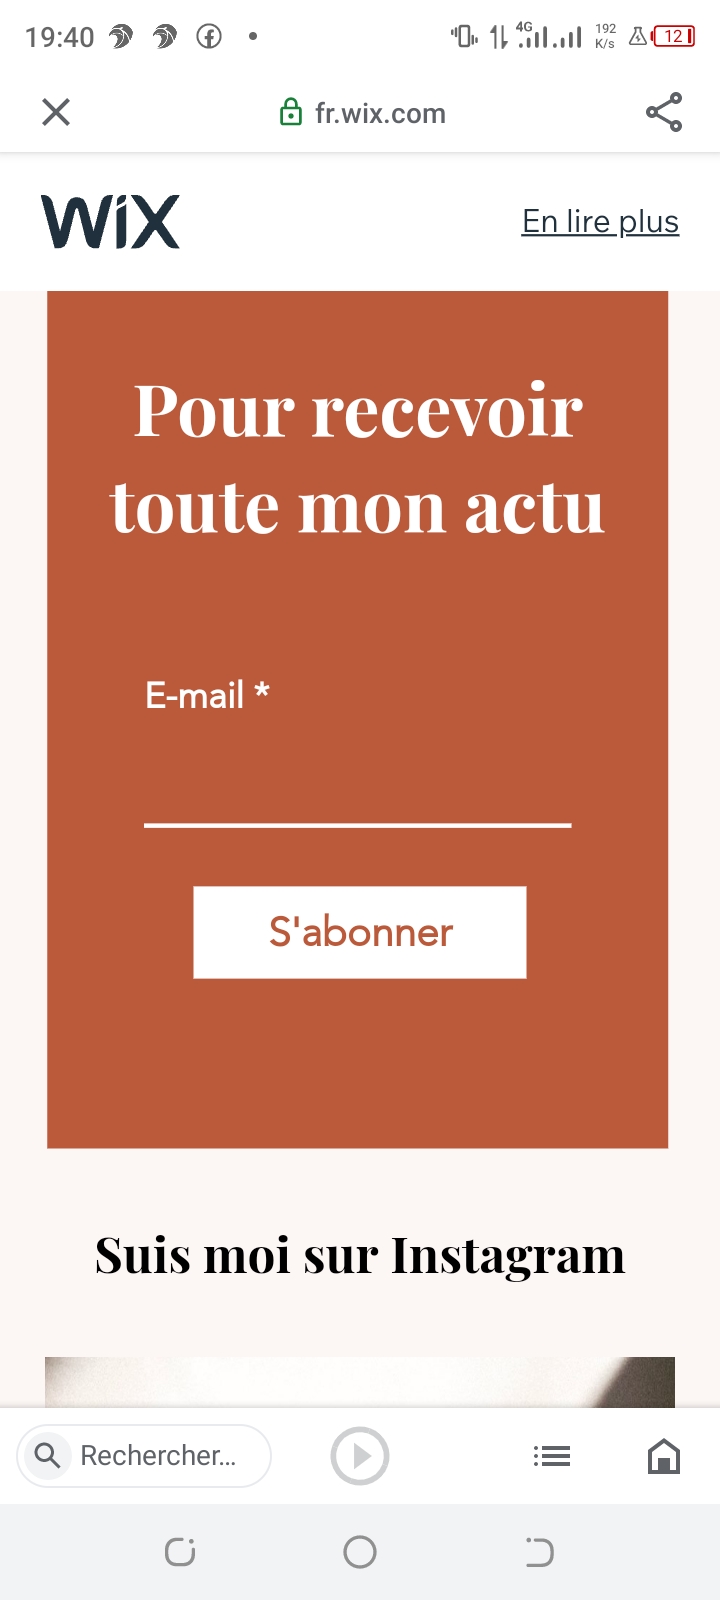 19:40
4G
192
K/s
12
fr.wix.com
WiX
En lire plus
Pour recevoir
toute mon actu
E-mail *
S'abonner
Suis moi sur Instagram
Rechercher...